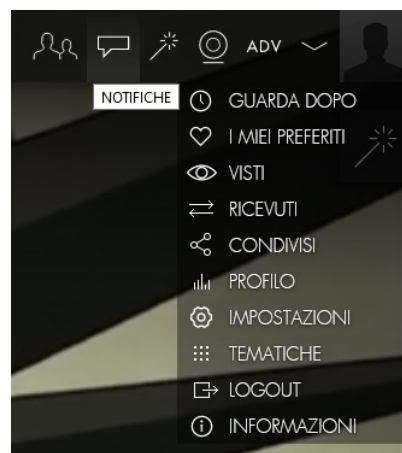 ADV
NOTIFICHE
GUARDA DOPO
I MIEI PREFERITI
VISTI
RICEVUTI
CONDIVISI
PROFILO
IMPOSTAZIONI
TEMATICHE
LOGOUT
INFORMAZIONI